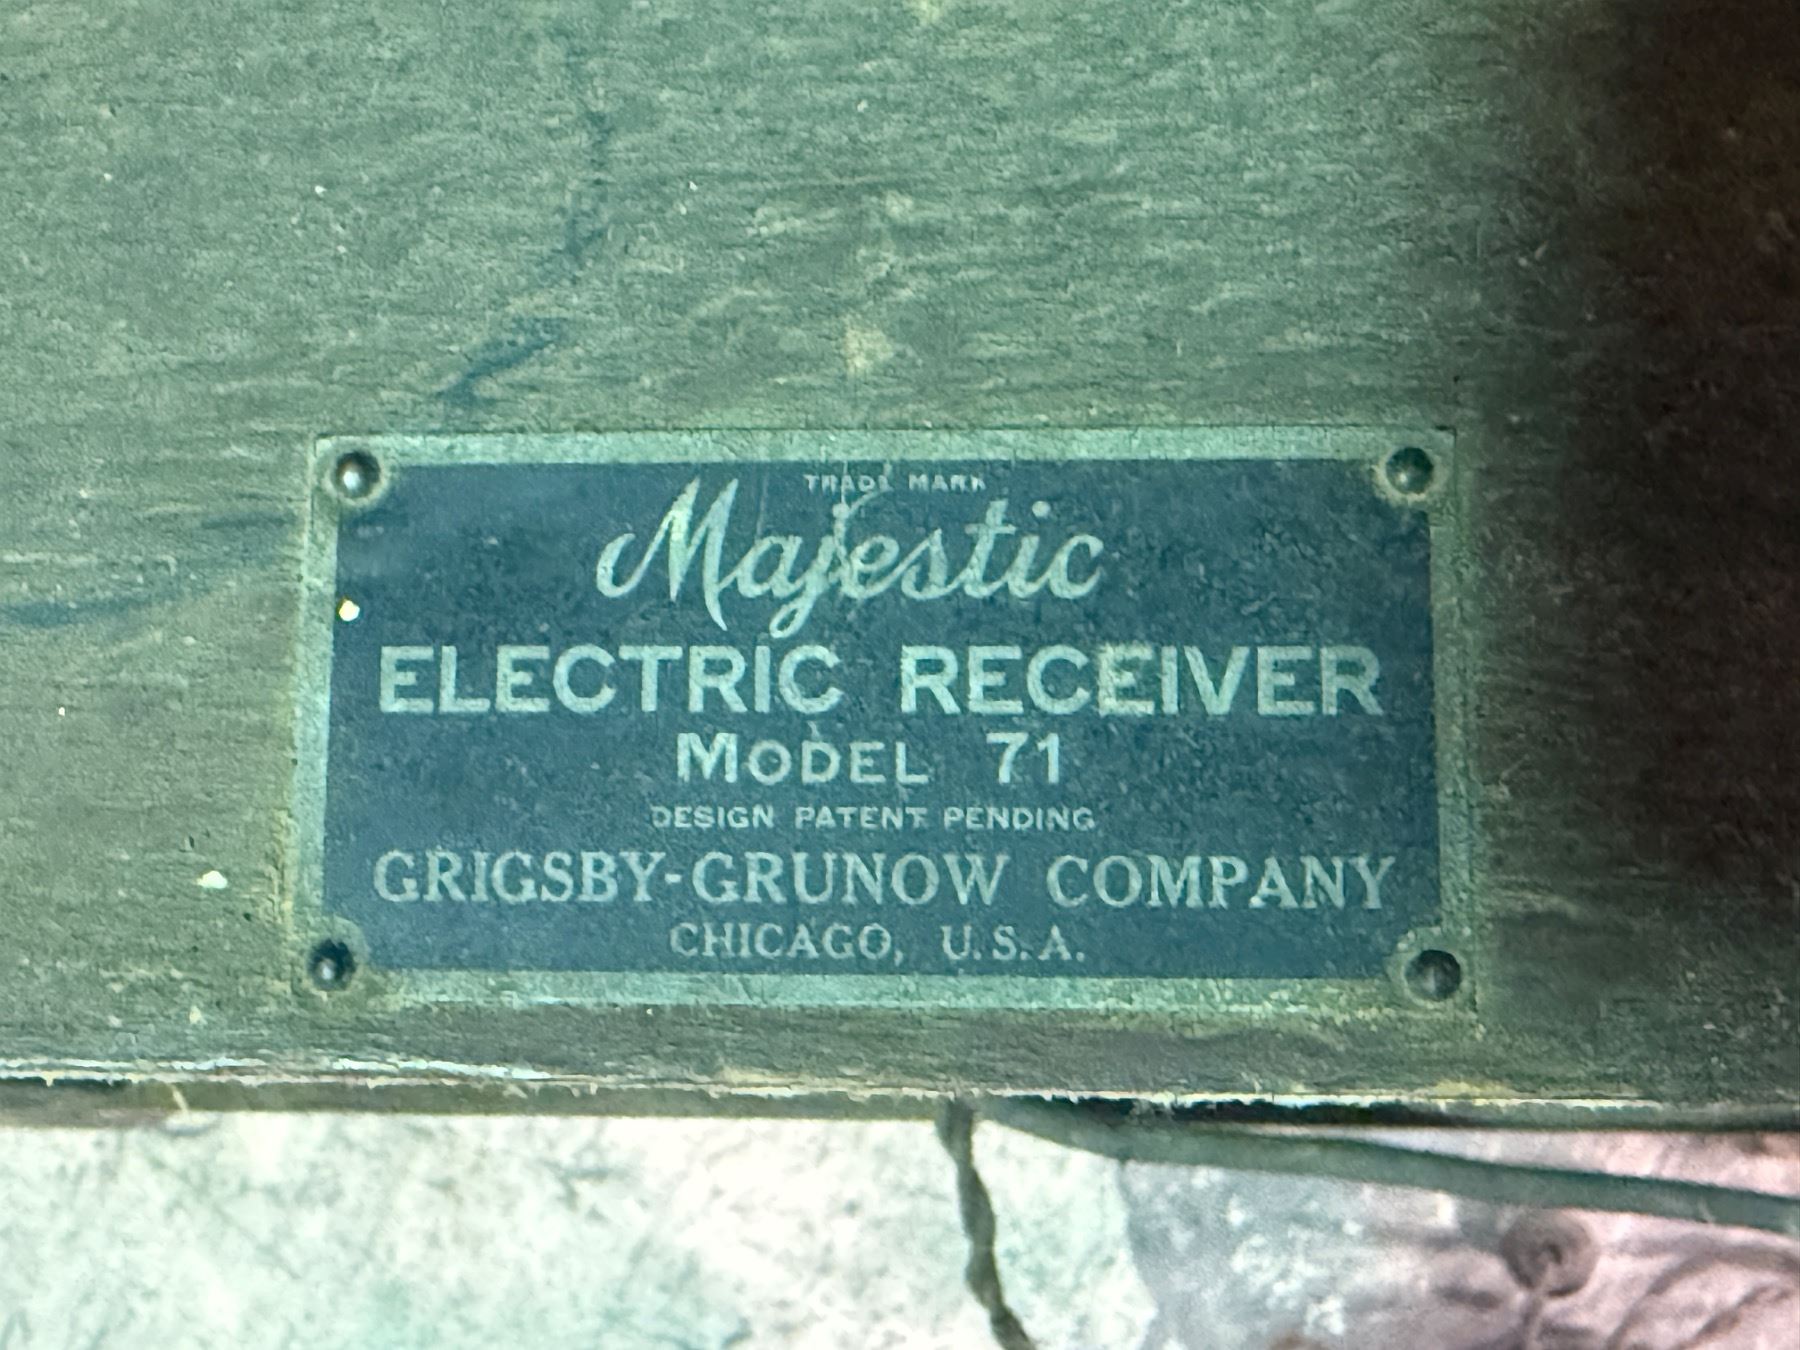 TRADE MARK
Majestic
ELECTRIC RECEIVER
MODEL 71
DESIGN PATENT PENDING
GRIGSBY-GRUNOW COMPANY
CHICAGO, U.S.A.